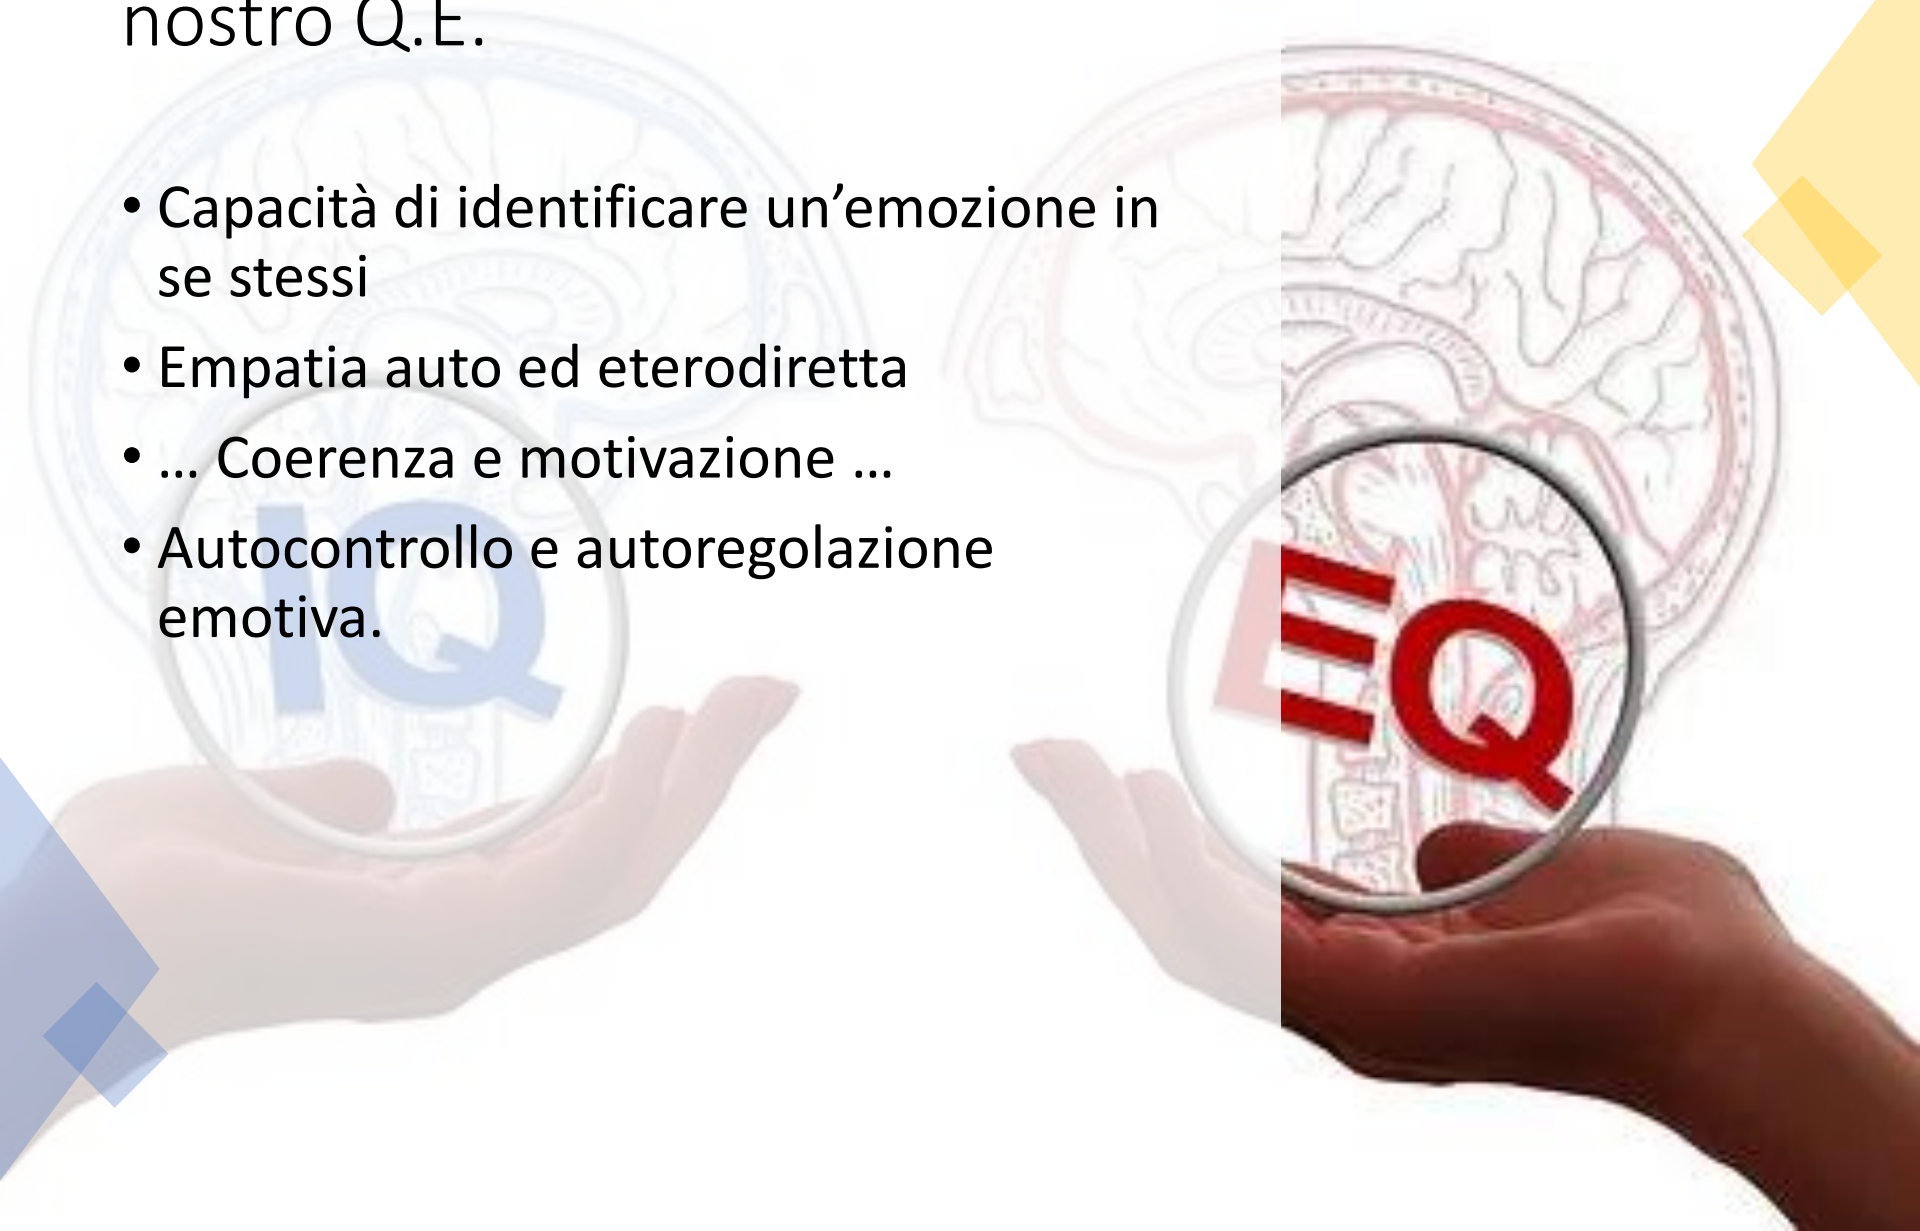 nostro Q.E.
• Capacità di identificare un’emozione in
se stessi
• Empatia auto ed eterodiretta
• ... Coerenza e motivazione ...
• Autocontrollo e autoregolazione
emotiva.
IQ
EQ